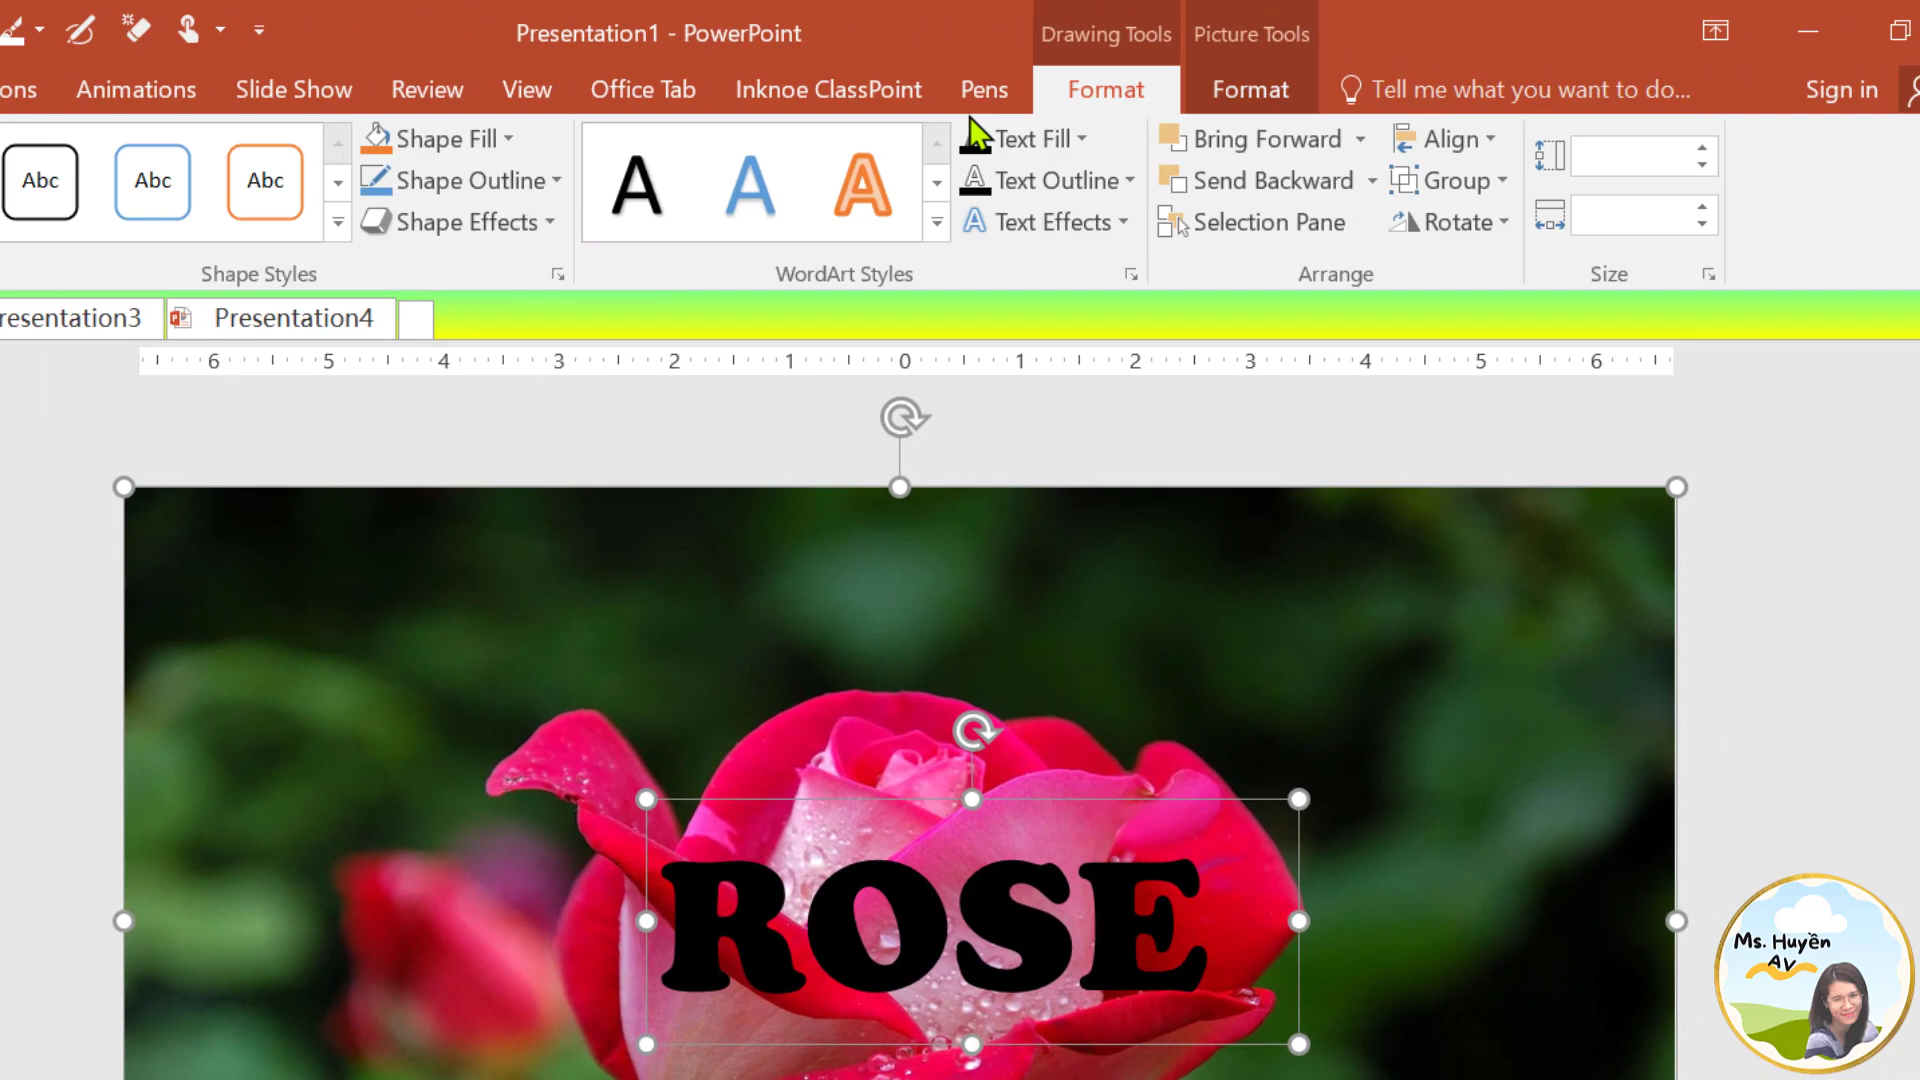 Presentation1 - PowerPoint
Drawing Tools
Picture Tools
ons
Animations
Slide Show
Review
View
Office Tab
Inknoe ClassPoint
Pens
Format
Format
Tell me what you want to do...
Sign in
Abc
Abc
Abc
Shape Fill
Shape Outline
Shape Effects
A
A
A
Text Fill
Text Outline
Text Effects
Bring Forward
Send Backward
Selection Pane
Align
Group
Rotate
Shape Styles
WordArt Styles
Arrange
Size
resentation3
Presentation4
6 5 4 3 2 1 0 1 2 3 4 5 6
ROSE
Ms. Huyền
AV